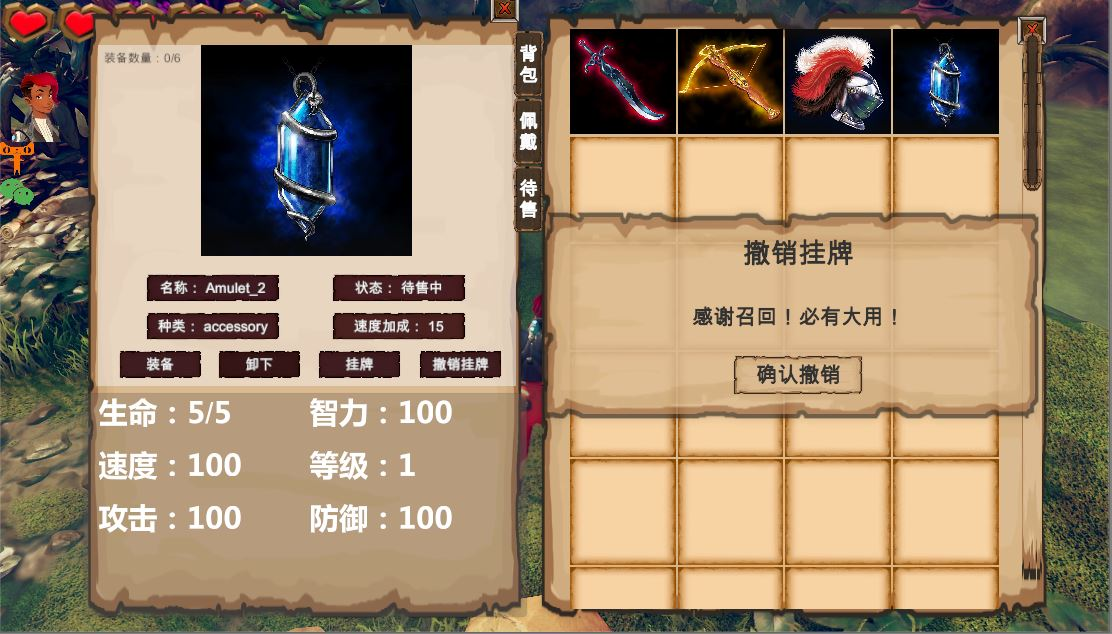 装备数量：0/6
背包
佩戴
待售
名称： Amulet_2
状态： 待售中
种类： accessory
速度加成： 15
装备
卸下
挂牌
撤销挂牌
生命：5/5
智力：100
速度：100
等级：1
攻击：100
防御：100
撤销挂牌
感谢召回！必有大用！
确认撤销